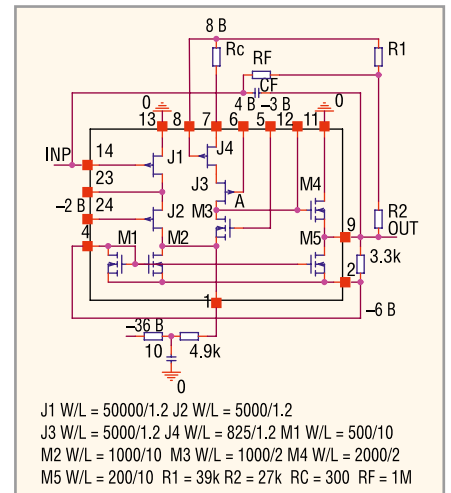 8 В
Rc
RF
R1
CF
0
4 В
−3 В
0
13
8
7
6
5
12
11
INP
14
J1
J4
23
J3
A
M4
−2 В
24
J2
M3
R2
9
OUT
4
M1
M2
M5
3.3k
2
1
−6 В
−36 В
10
4.9k
0
J1 W/L = 50000/1.2 J2 W/L = 5000/1.2
J3 W/L = 5000/1.2 J4 W/L = 825/1.2 M1 W/L = 500/10
M2 W/L = 1000/10 M3 W/L = 1000/2 M4 W/L = 2000/2
M5 W/L = 200/10 R1 = 39k R2 = 27k RC = 300 RF = 1M